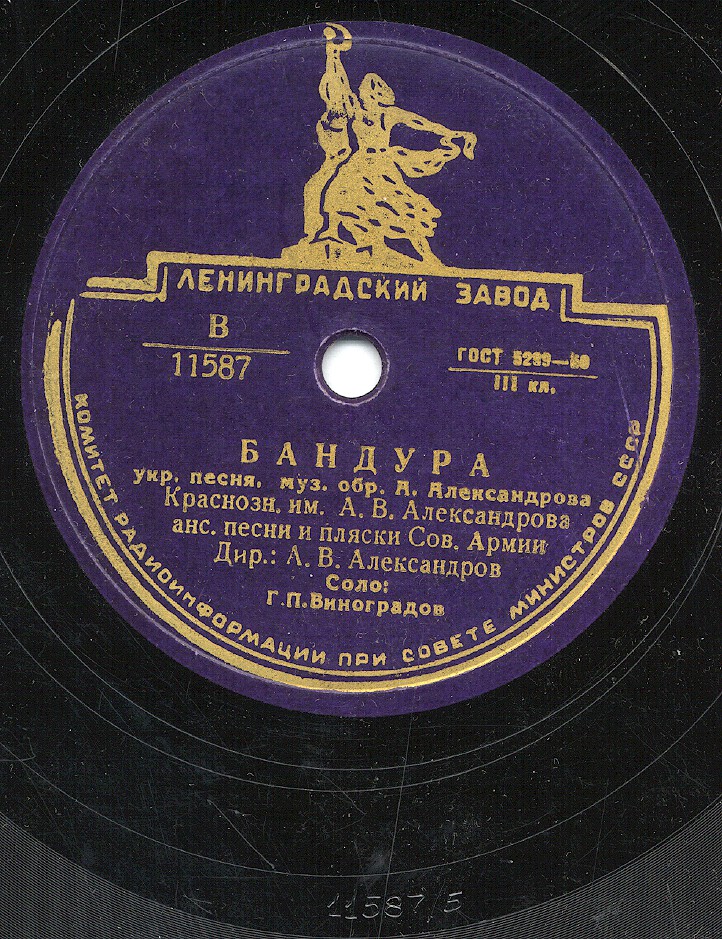 ЛЕНИНГРАДСКИЙ ЗАВОД
В
11587
ГОСТ 5289—50
III кл.
БАНДУРА
укр. песня, муз. обр. А. Александрова
Краснозн. им. А. В. Александрова
анс. песни и пляски Сов. Армии
Дир.: А. В. Александров
Соло:
Г.П.Виноградов
КОМИТЕТ РАДИОИНФОРМАЦИИ ПРИ СОВЕТЕ МИНИСТРОВ СССР
11587/5